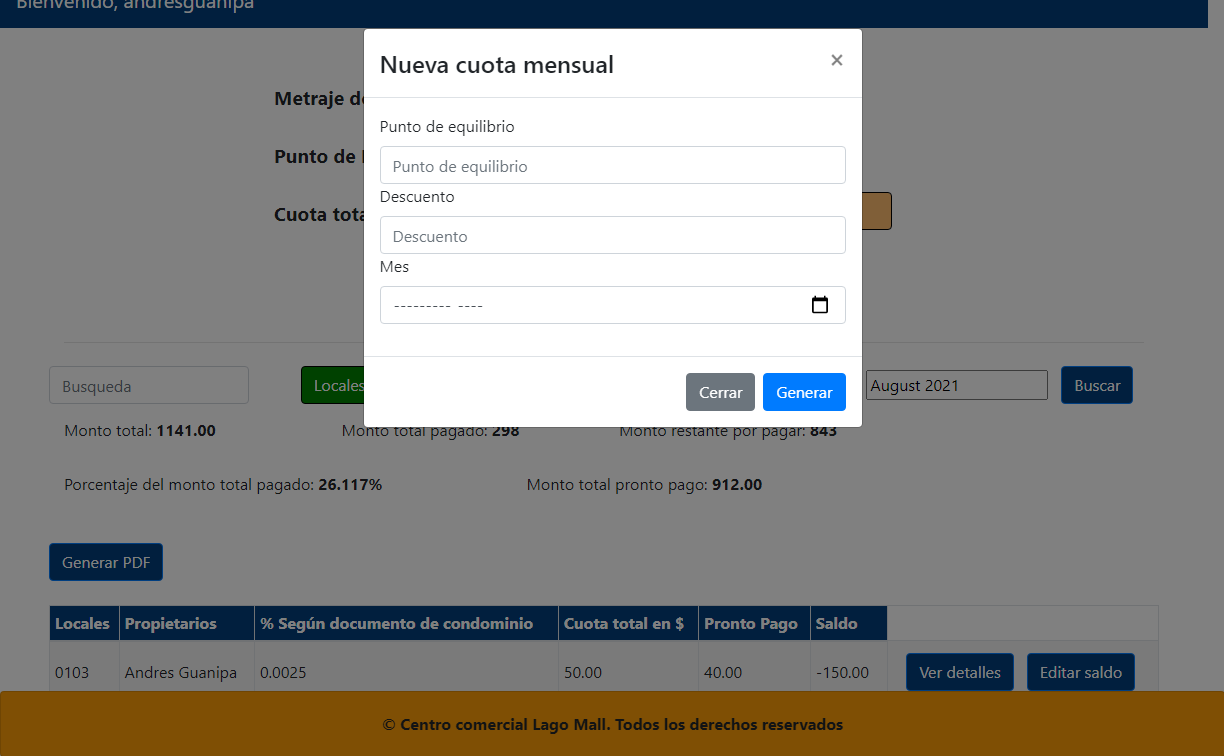 Bienvenido, andresguanipa
Nueva cuota mensual
×
Metraje d
Punto de equilibrio
Punto de
Punto de equilibrio
Descuento
Cuota tota
Descuento
Mes
--------- ----
Busqueda
Locales
Cerrar
Generar
August 2021
Buscar
Monto total: 1141.00
Monto total pagado: 298
Monto restante por pagar: 843
Porcentaje del monto total pagado: 26.117%
Monto total pronto pago: 912.00
Generar PDF
Locales Propietarios % Según documento de condominio Cuota total en $ Pronto Pago Saldo
0103 Andres Guanipa 0.0025 50.00 40.00 -150.00 Ver detalles Editar saldo
© Centro comercial Lago Mall. Todos los derechos reservados